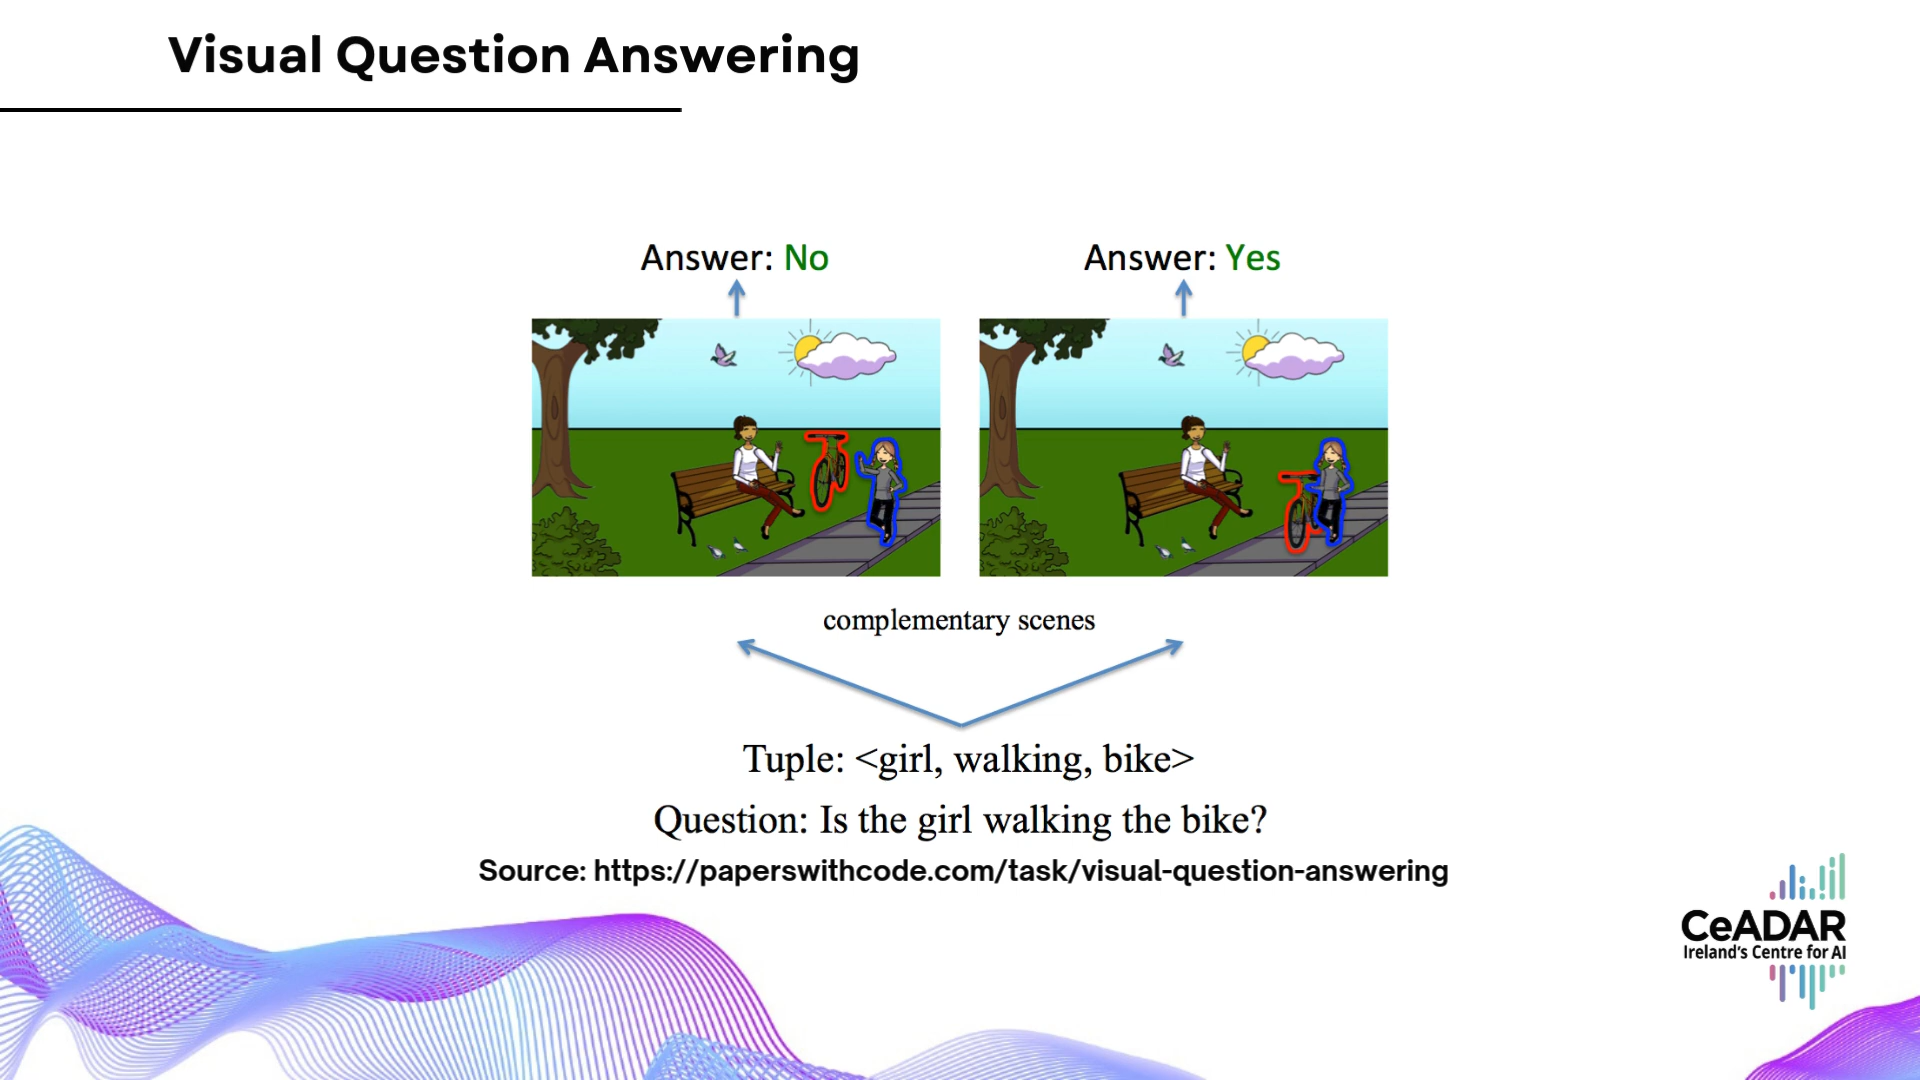 Visual Question Answering
Answer: No
Answer: Yes
complementary scenes
Tuple: <girl, walking, bike>
Question: Is the girl walking the bike?
Source: https://paperswithcode.com/task/visual-question-answering
CeADAR
Ireland's Centre for AI